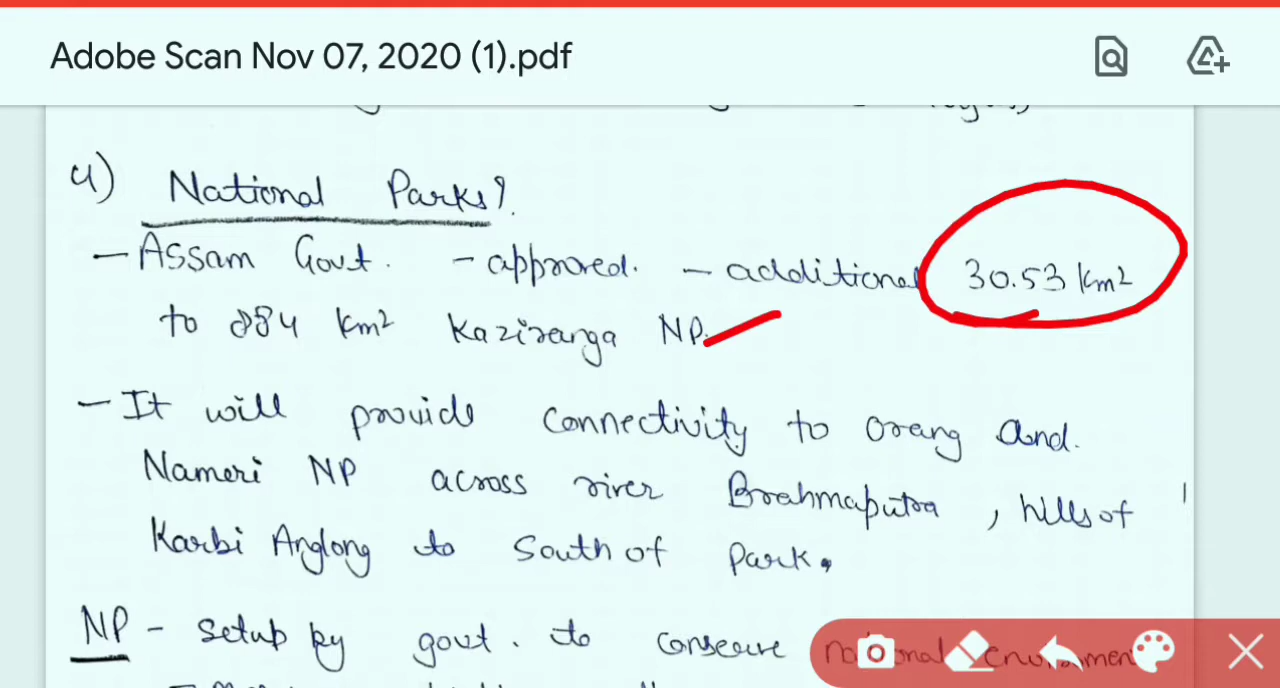 Adobe Scan Nov 07, 2020 (1).pdf
4) National Parks?
- Assam Govt. - approved. - additional 30.53 km2
to 884 km2 Kaziranga NP.
- It will provide connectivity to Orang and.
Nameri NP across river Brahmaputra, hills of
Karbi Anglong to South of Park.
NP - setup by govt. to conserve national environment